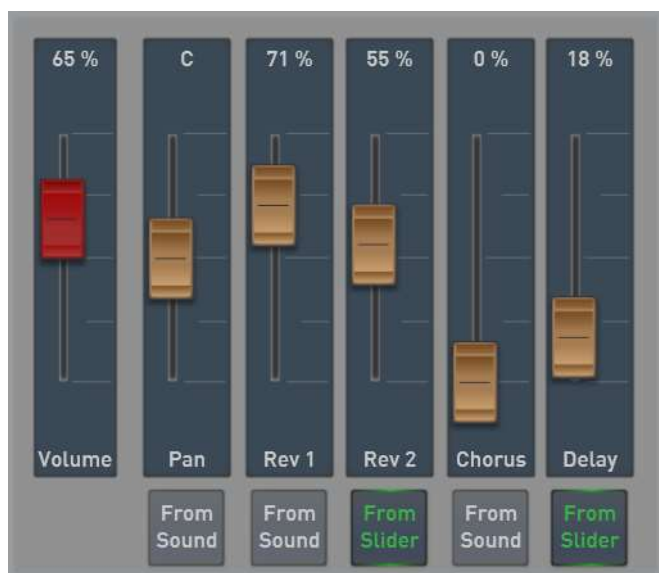 65 % C 71 % 55 % 0 % 18 %
Volume Pan Rev 1 Rev 2 Chorus Delay
From From From From From
Sound Sound Slider Sound Slider